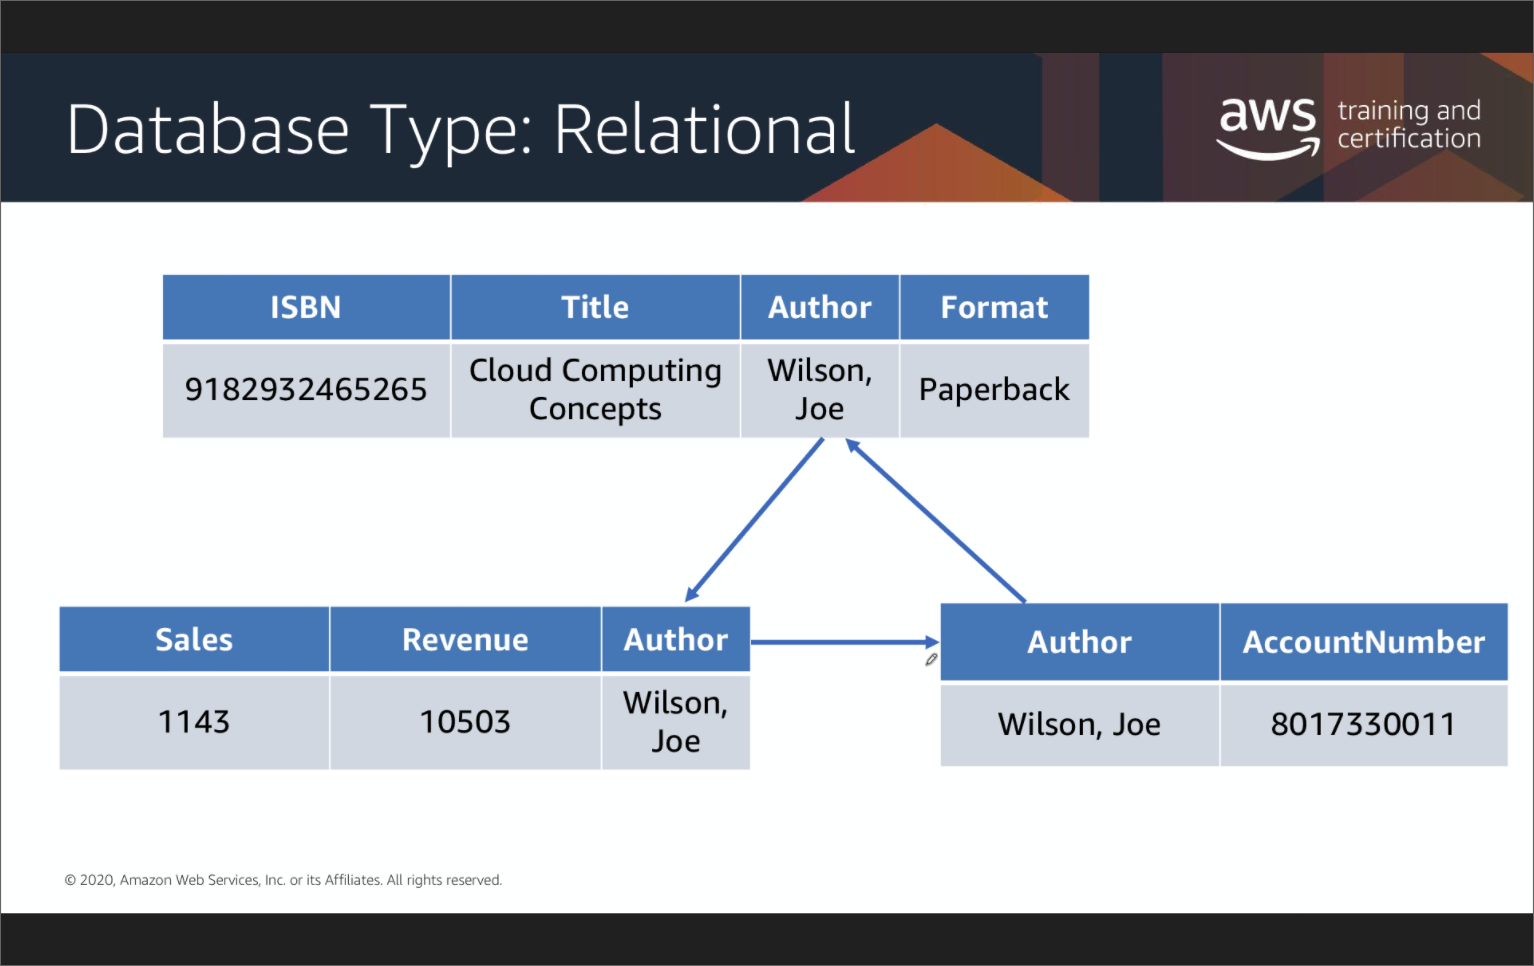 Database Type: Relational
aws training and
certification
ISBN Title Author Format
9182932465265 Cloud Computing
Concepts Wilson,
Joe Paperback
Sales Revenue Author
1143 10503 Wilson,
Joe
Author AccountNumber
Wilson, Joe 8017330011
© 2020, Amazon Web Services, Inc. or its Affiliates. All rights reserved.